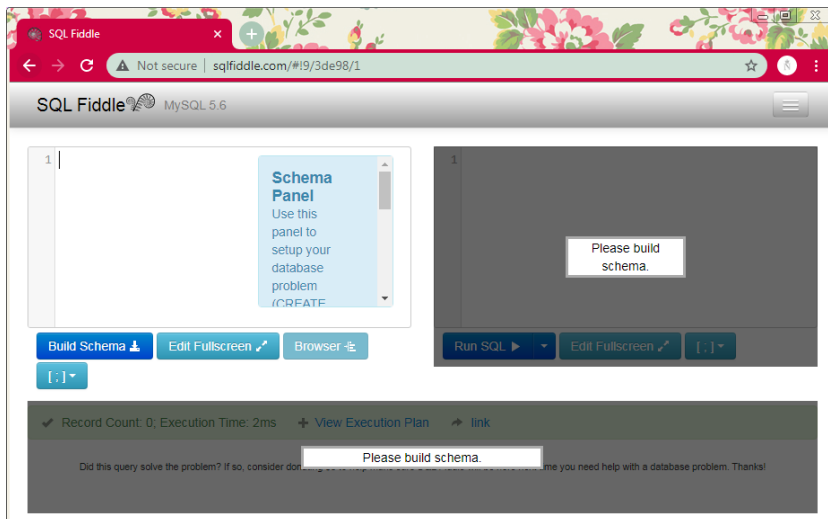 SQL Fiddle
Not secure | sqlfiddle.com/#!9/3de98/1
SQL Fiddle MySQL 5.6
1
Schema
Panel
Use this
panel to
setup your
database
problem
(CREATE
1
Please build
schema.
Build Schema Edit Fullscreen Browser
[ ; ]
Run SQL Edit Fullscreen [ ; ]
Record Count: 0; Execution Time: 2ms View Execution Plan link
Please build schema.
Did this query solve the problem? If so, consider time you need help with a database problem. Thanks!